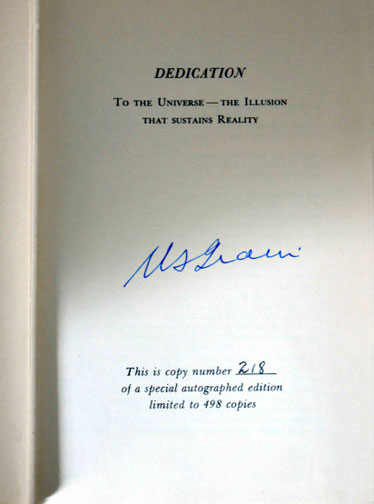 DEDICATION
To the Universe — the Illusion
that sustains Reality
This is copy number 218
of a special autographed edition
limited to 498 copies